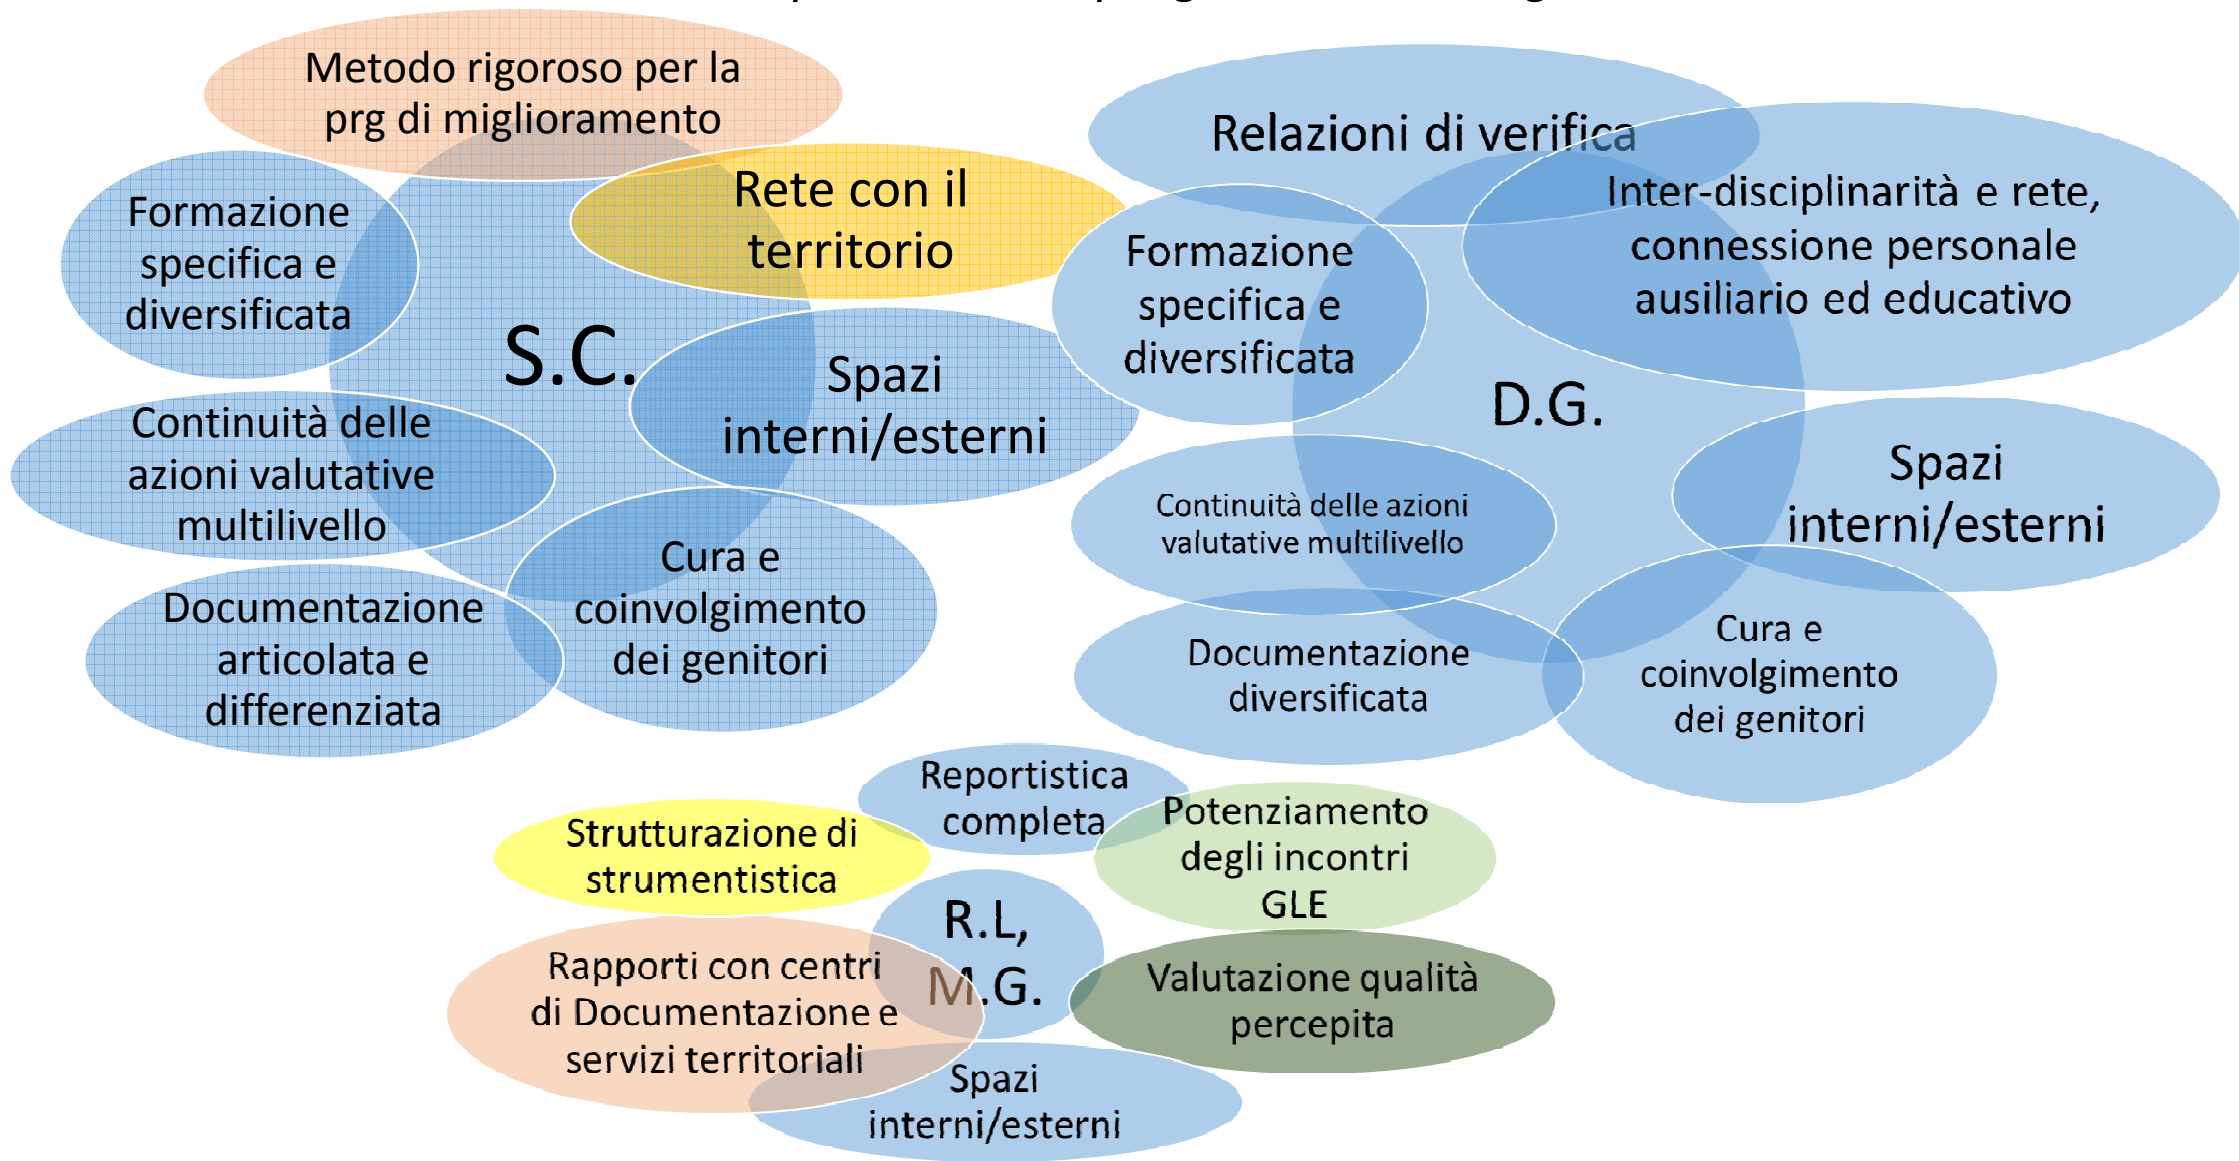 Metodo rigoroso per la
prg di miglioramento
Rete con il
territorio
Formazione
specifica e
diversificata
S.C.
Spazi
interni/esterni
Continuità delle
azioni valutative
multilivello
Cura e
coinvolgimento
dei genitori
Documentazione
articolata e
differenziata
Relazioni di verifica
Inter-disciplinarità e rete,
connessione personale
ausiliario ed educativo
Formazione
specifica e
diversificata
D.G.
Spazi
interni/esterni
Continuità delle azioni
valutative multilivello
Cura e
coinvolgimento
dei genitori
Documentazione
diversificata
Reportistica
completa
Strutturazione di
strumentistica
Potenziamento
degli incontri
GLE
R.L,
M.G.
Rapporti con centri
di Documentazione e
servizi territoriali
Valutazione qualità
percepita
Spazi
interni/esterni